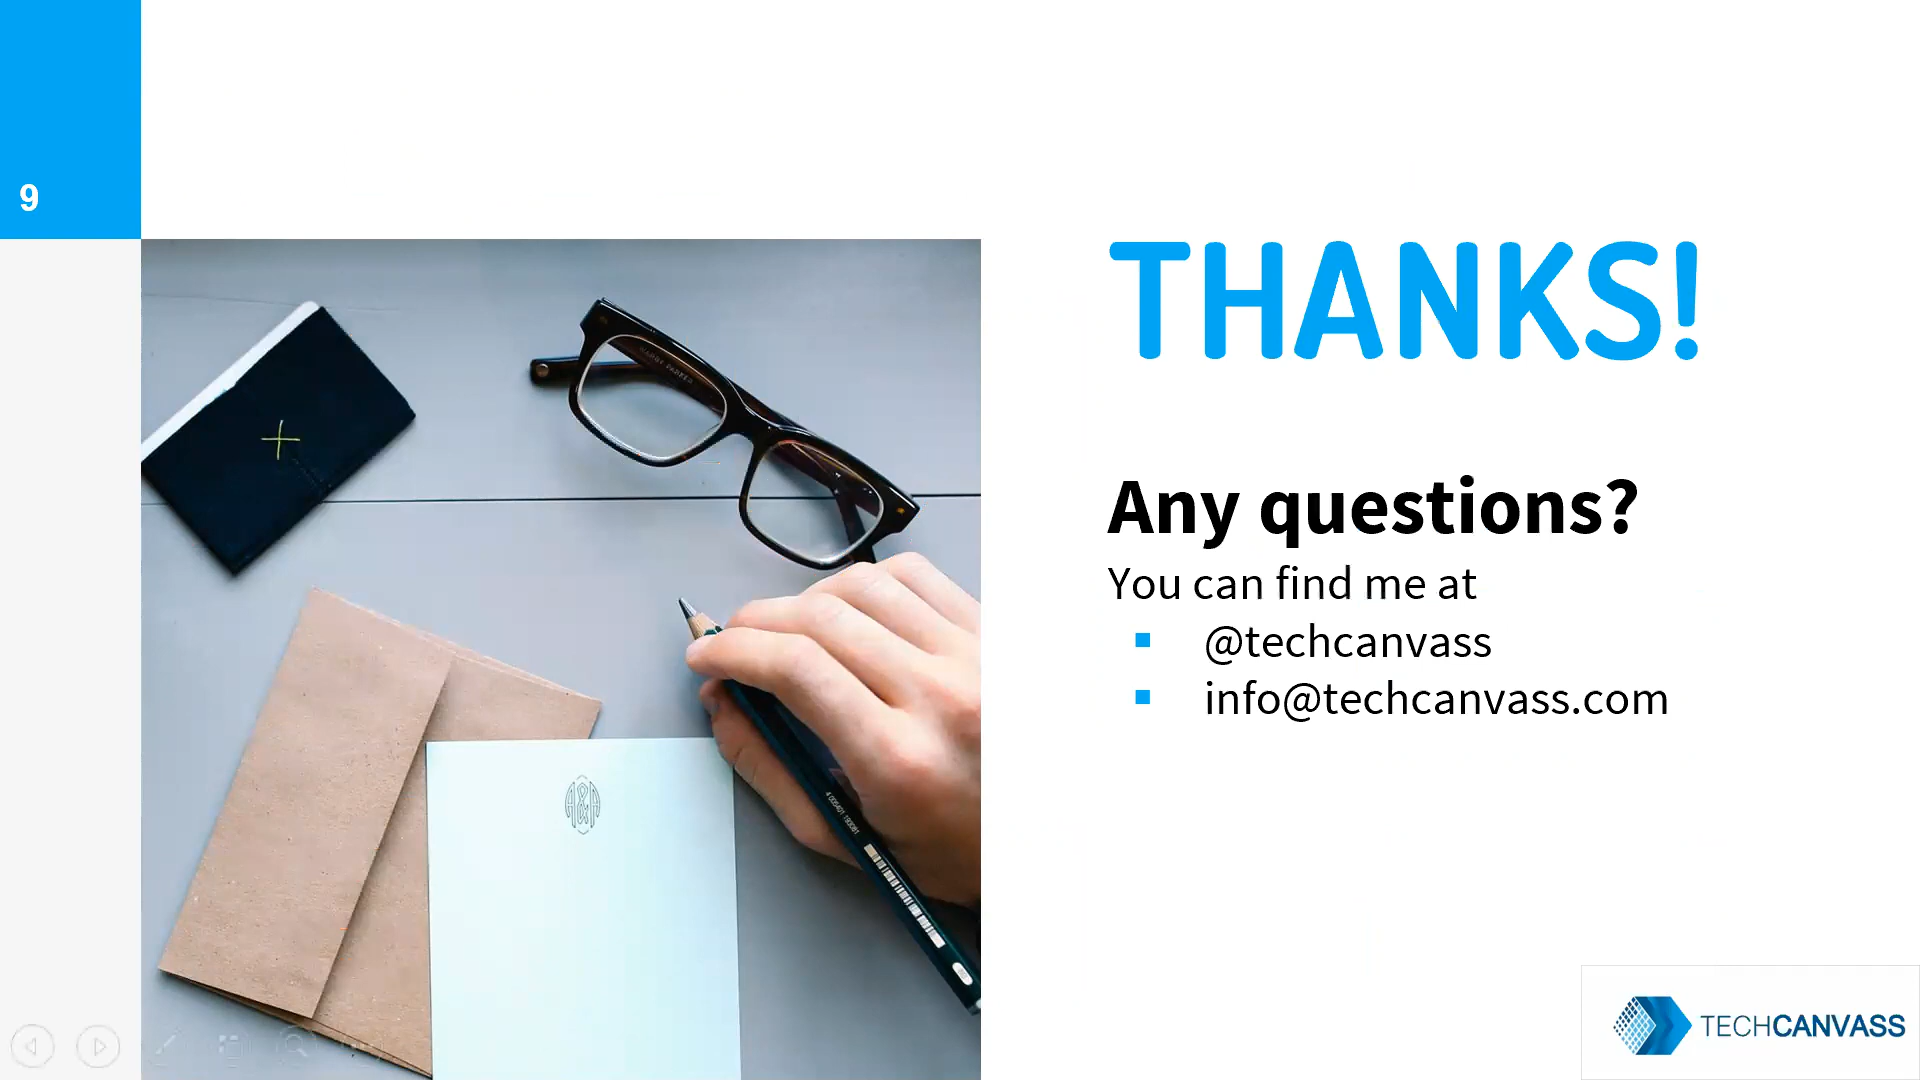 9
THANKS!
Any questions?
You can find me at
@techcanvass
info@techcanvass.com
A&A
TECHCANVASS